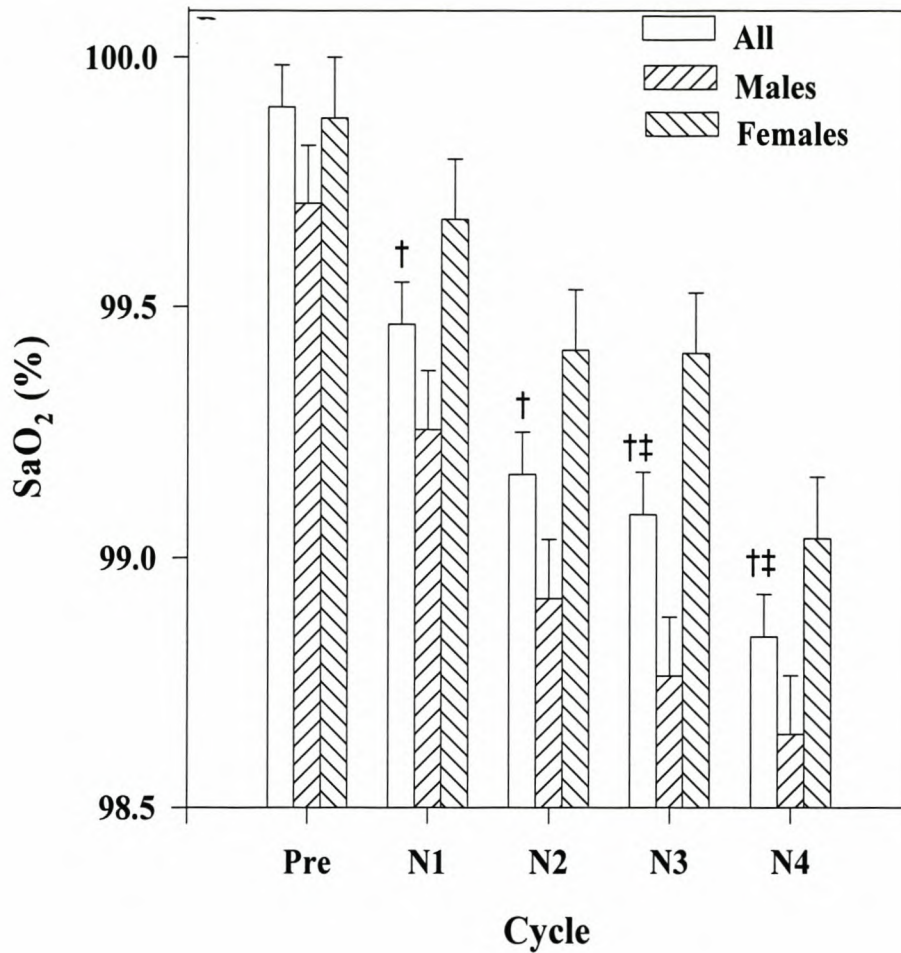 All
Males
Females
100.0
99.5
99.0
98.5
SaO₂ (%)
†
†
†‡
†‡
Pre N1 N2 N3 N4
Cycle